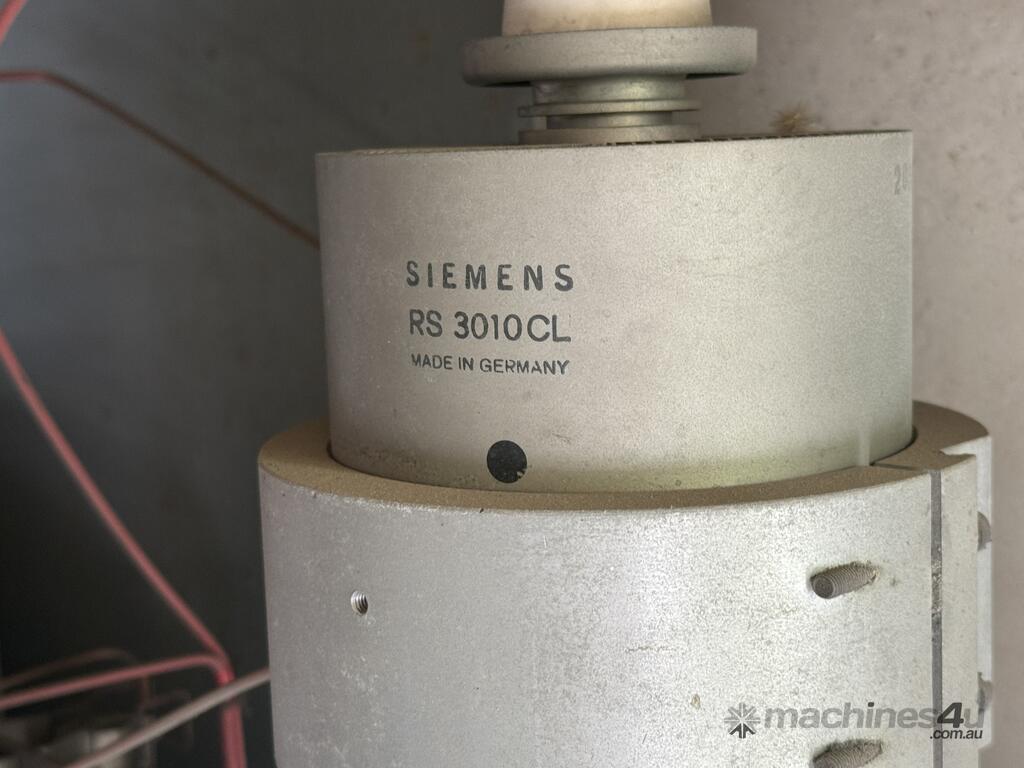 SIEMENS
RS 3010CL
MADE IN GERMANY
machines4u
.com.au